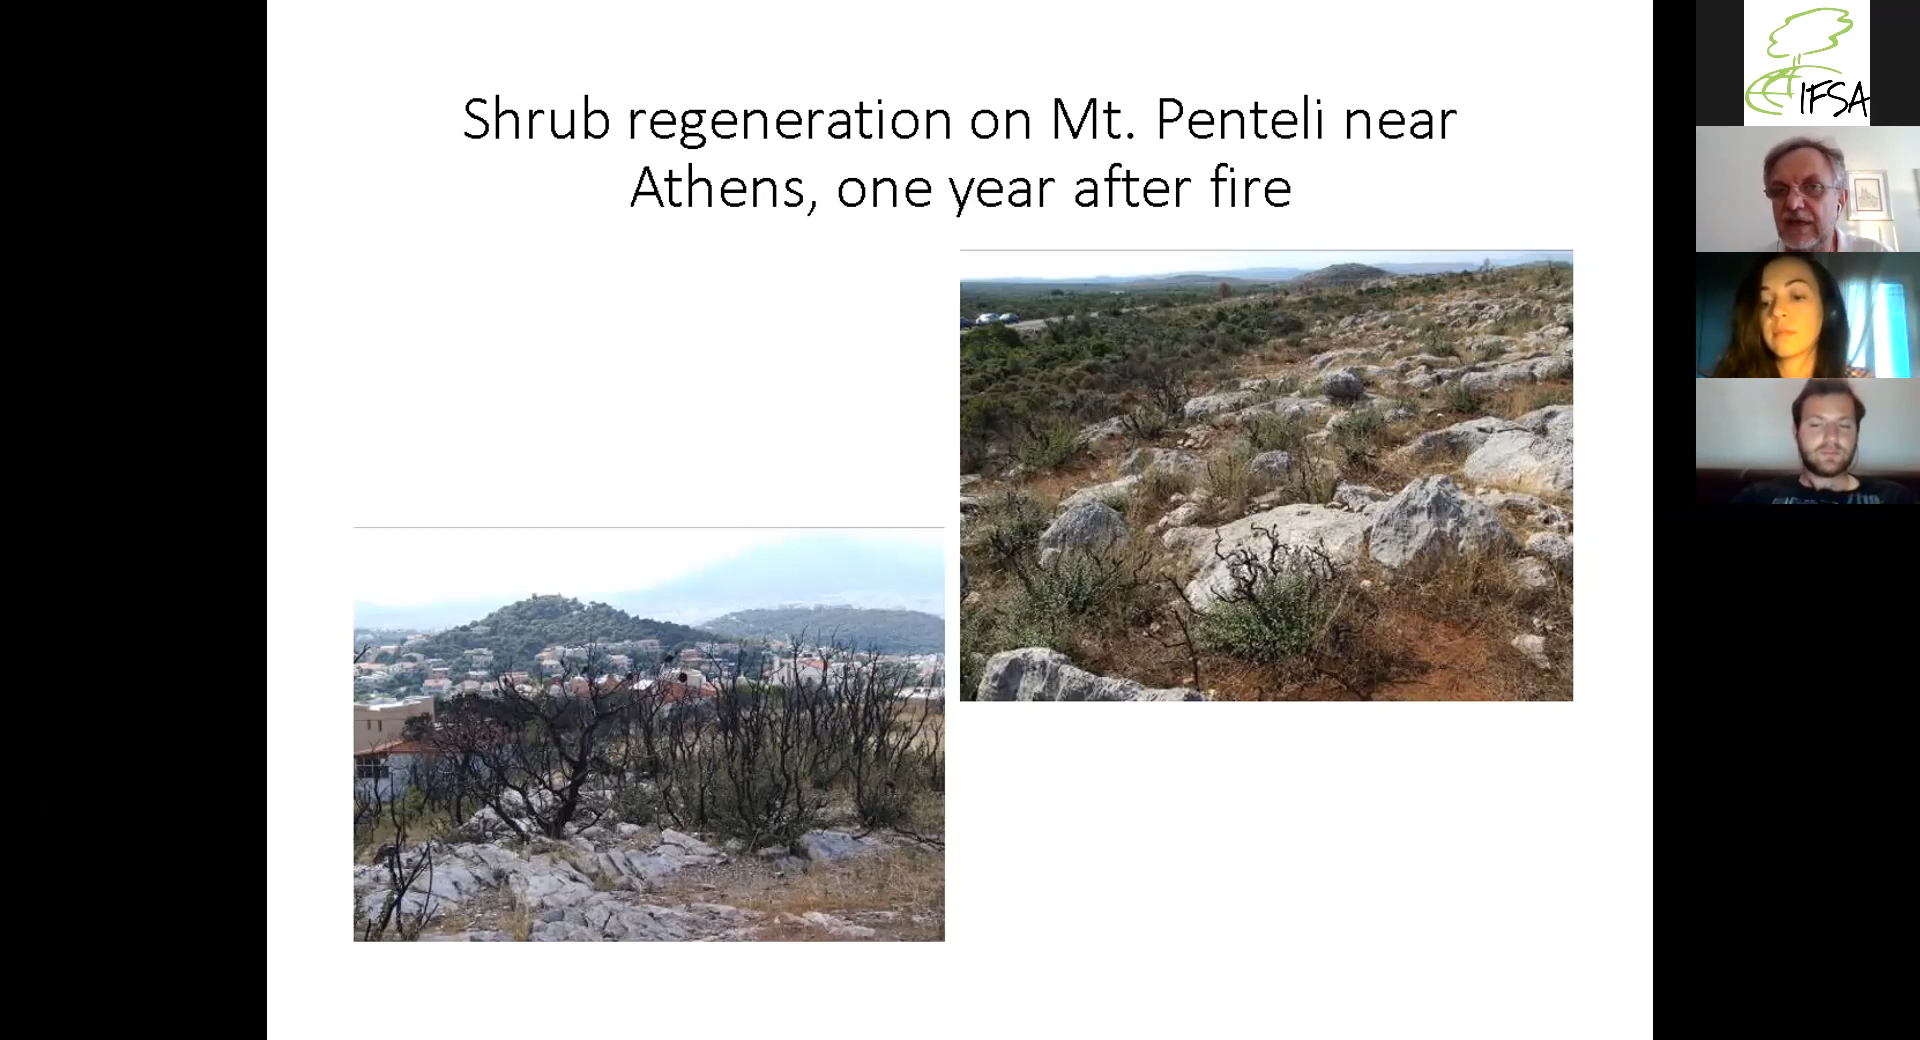 Shrub regeneration on Mt. Penteli near
Athens, one year after fire
IFSA